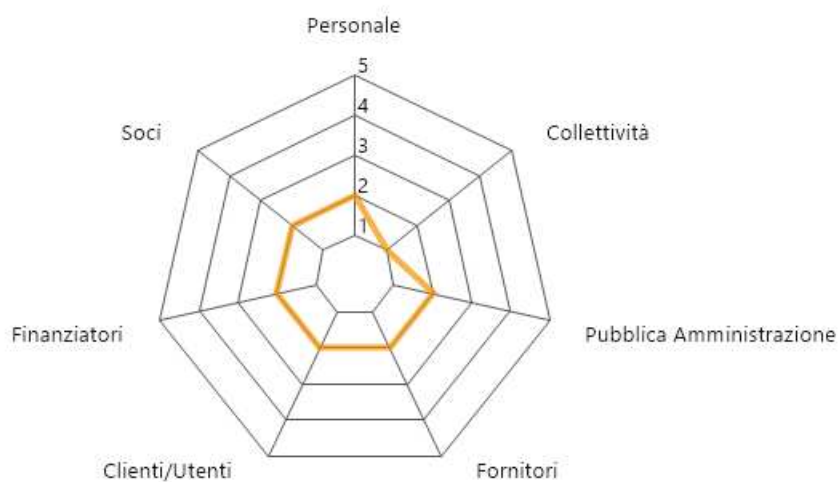 Personale
5
4
3
2
1
Soci
Collettività
Finanziatori
Pubblica Amministrazione
Clienti/Utenti
Fornitori